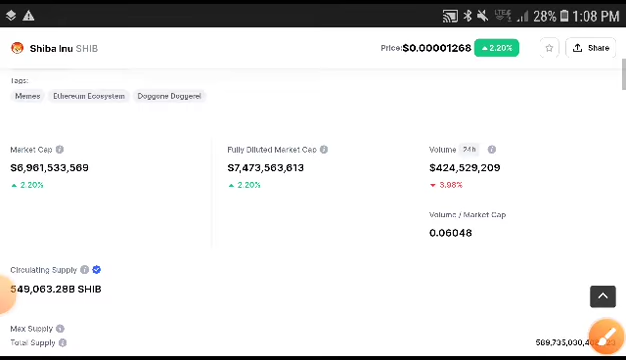 LTE 28% 1:08 PM
Shiba Inu SHIB Price:$0.00001268 2.20% Share
Tags:
Memes Ethereum Ecosystem Doggone Doggerel
Market Cap Fully Diluted Market Cap Volume 24h
$6,961,533,569 $7,473,563,613 $424,529,209
2.20% 2.20% 3.98%
Volume / Market Cap
0.06048
Circulating Supply
549,063.28B SHIB
Max Supply
Total Supply